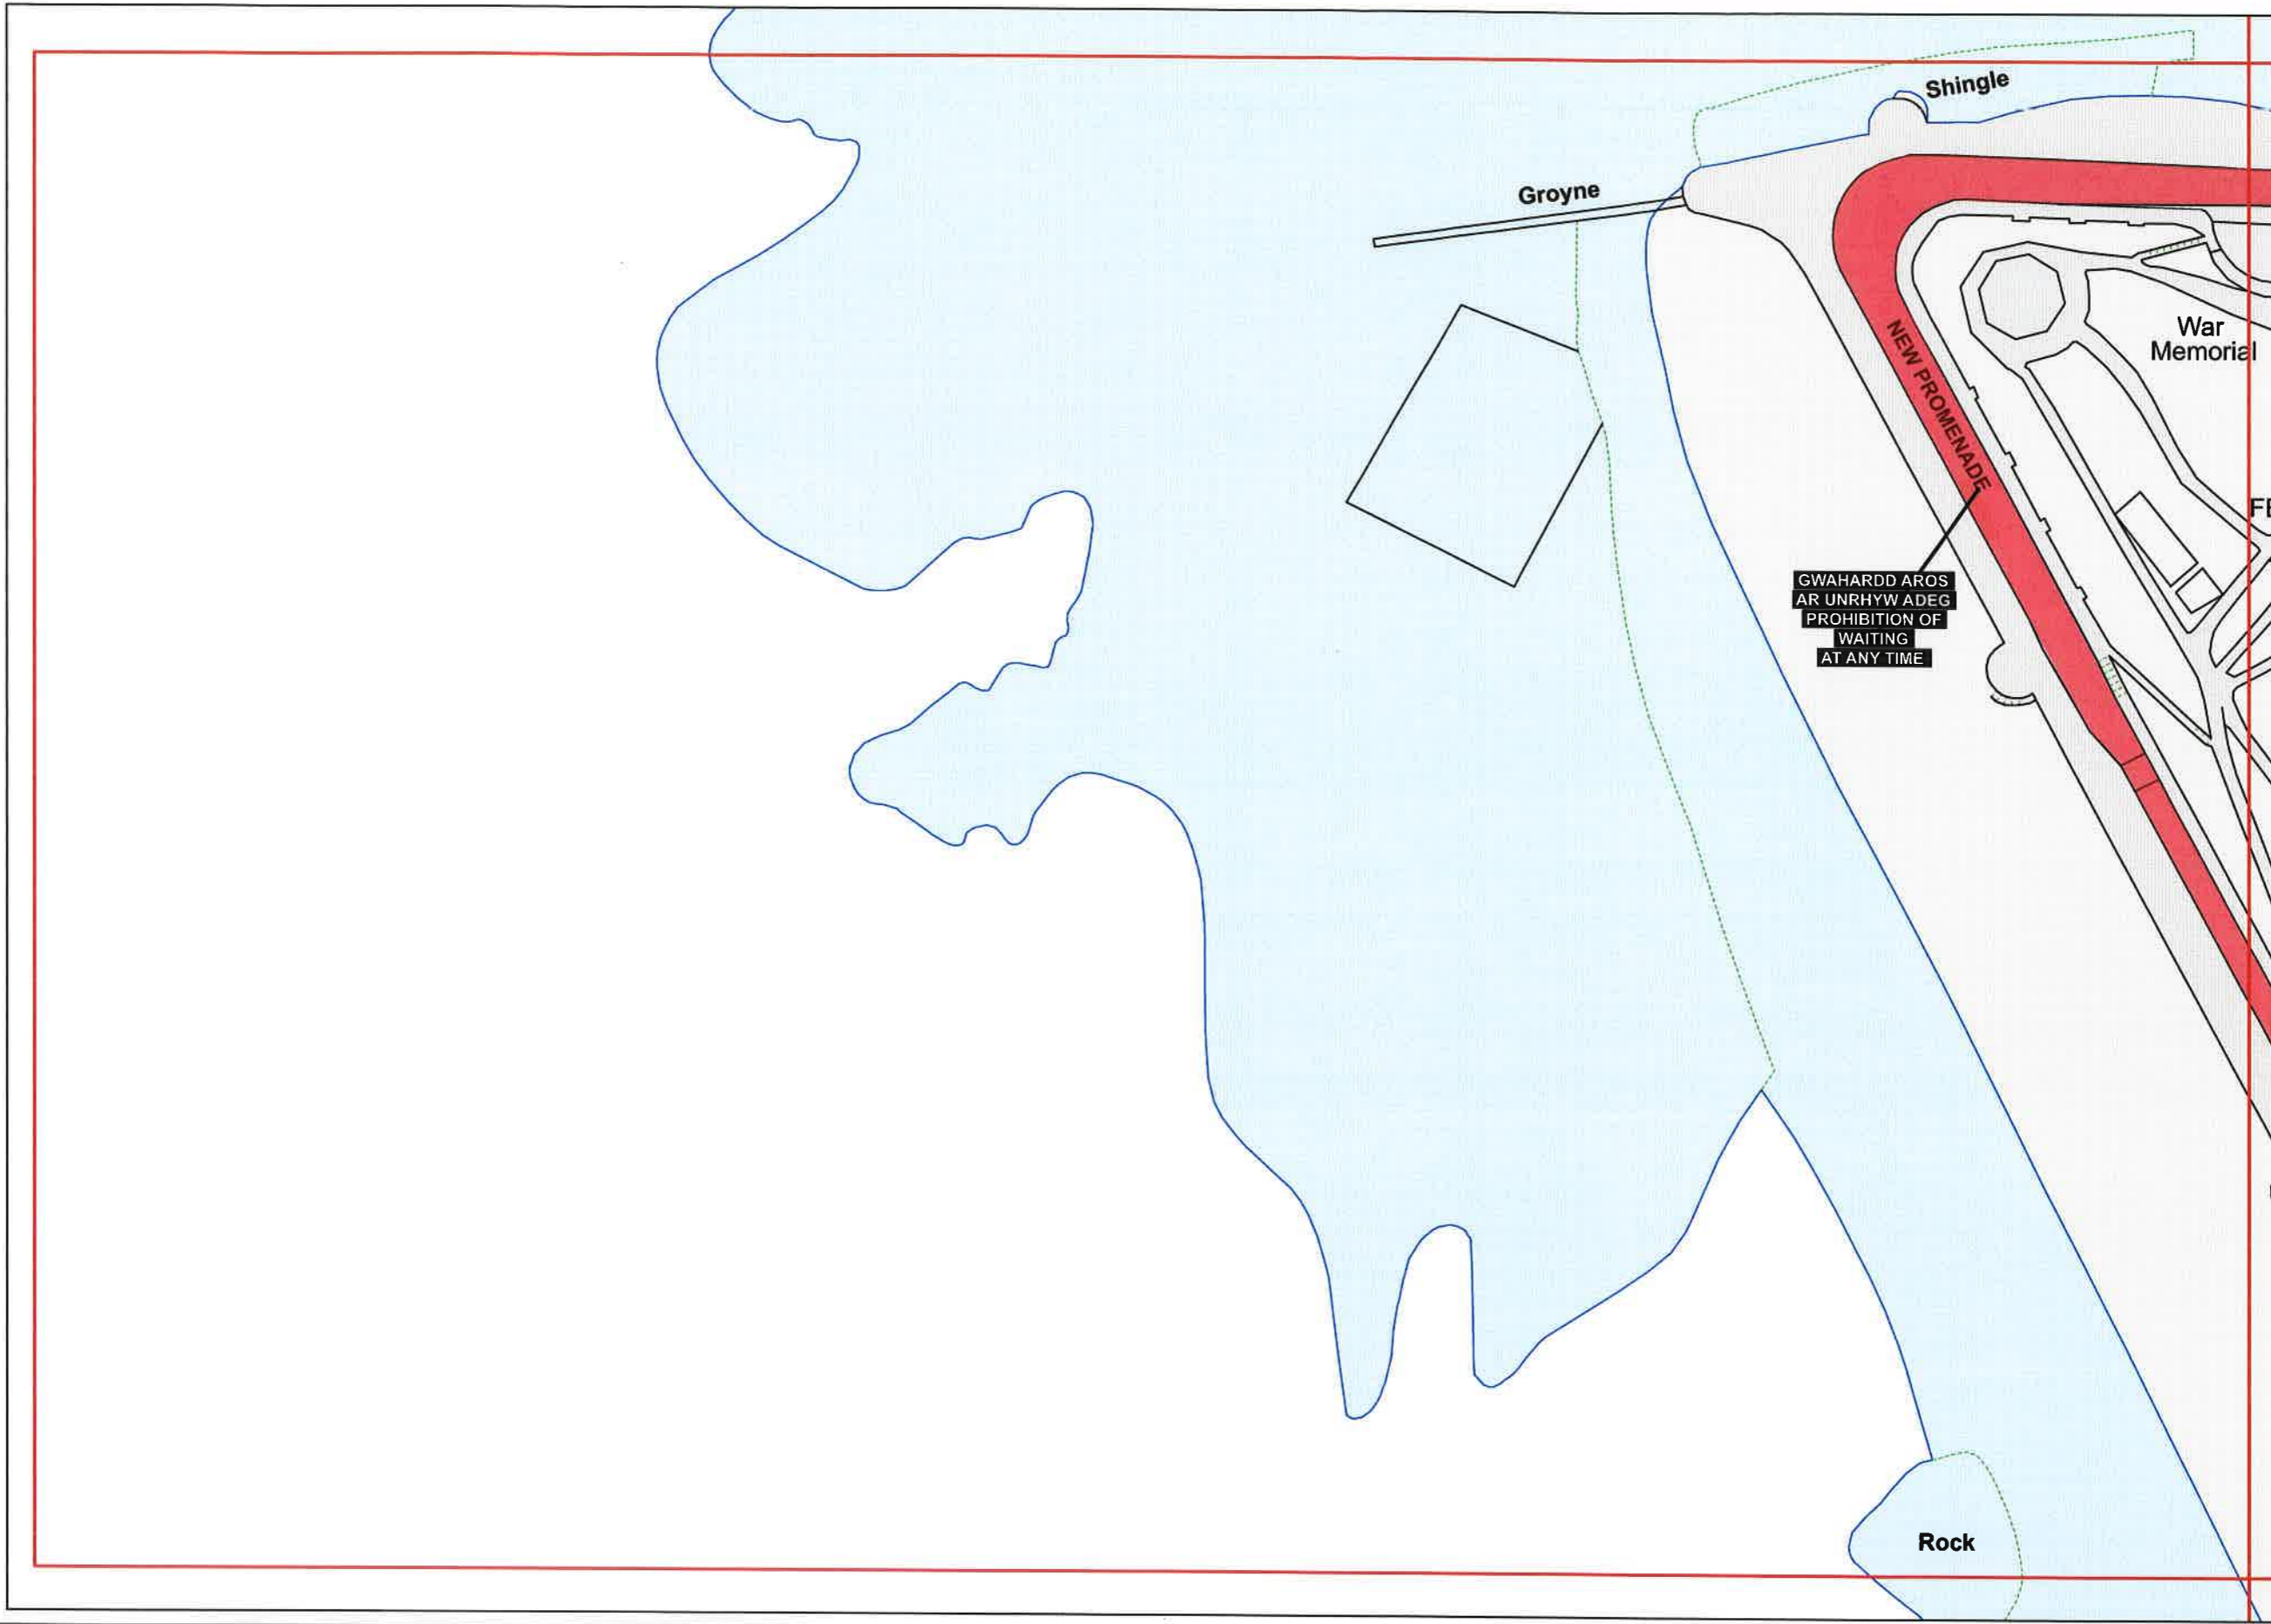 Shingle
Groyne
War
Memorial
NEW PROMENADE
GWAHARDD AROS
AR UNRHYW ADEG
PROHIBITION OF
WAITING
AT ANY TIME
Rock